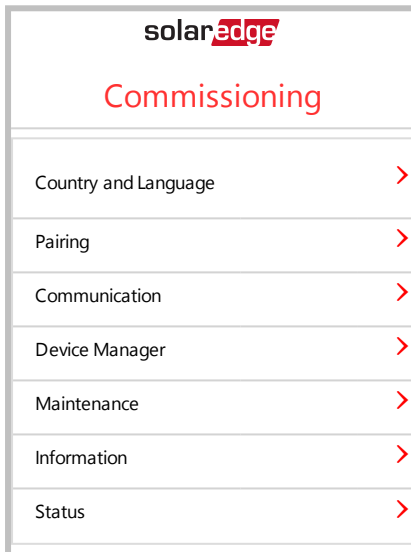 solaredge
Commissioning
Country and Language
Pairing
Communication
Device Manager
Maintenance
Information
Status